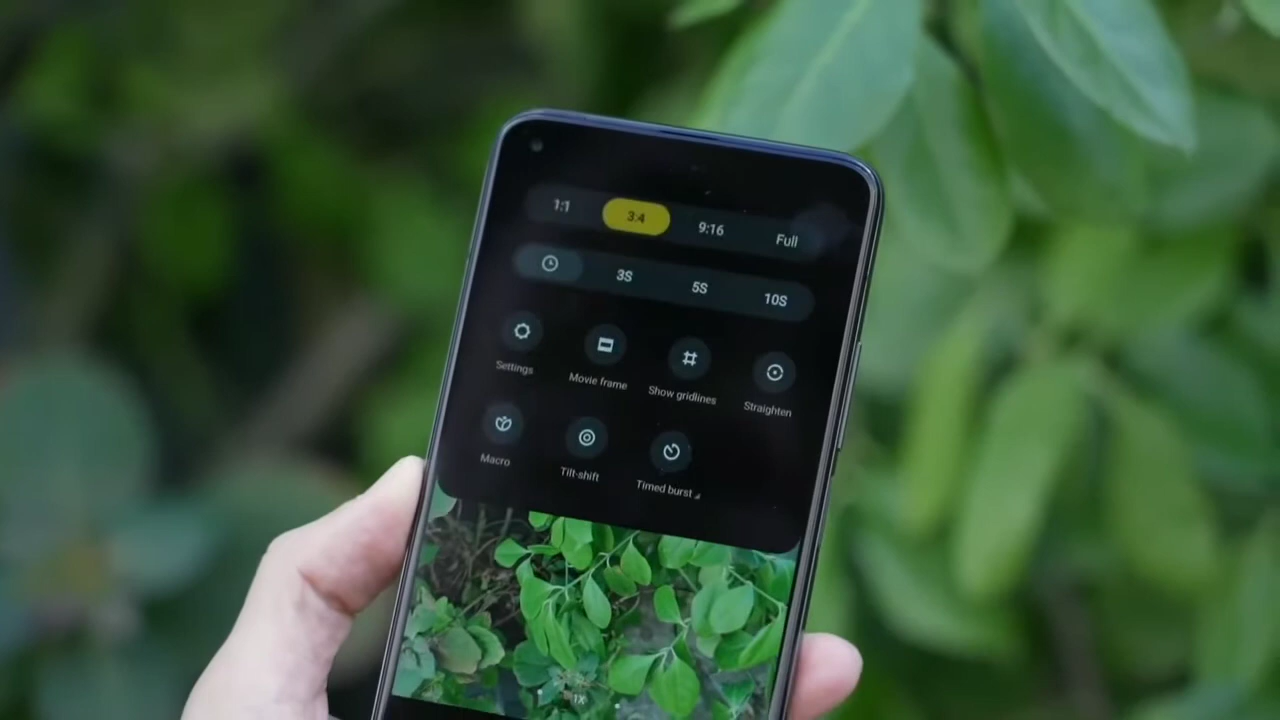 1:1 3:4 9:16 Full
3S 5S 10S
Settings Movie frame Show gridlines Straighten
Macro Tilt-shift Timed burst
1X